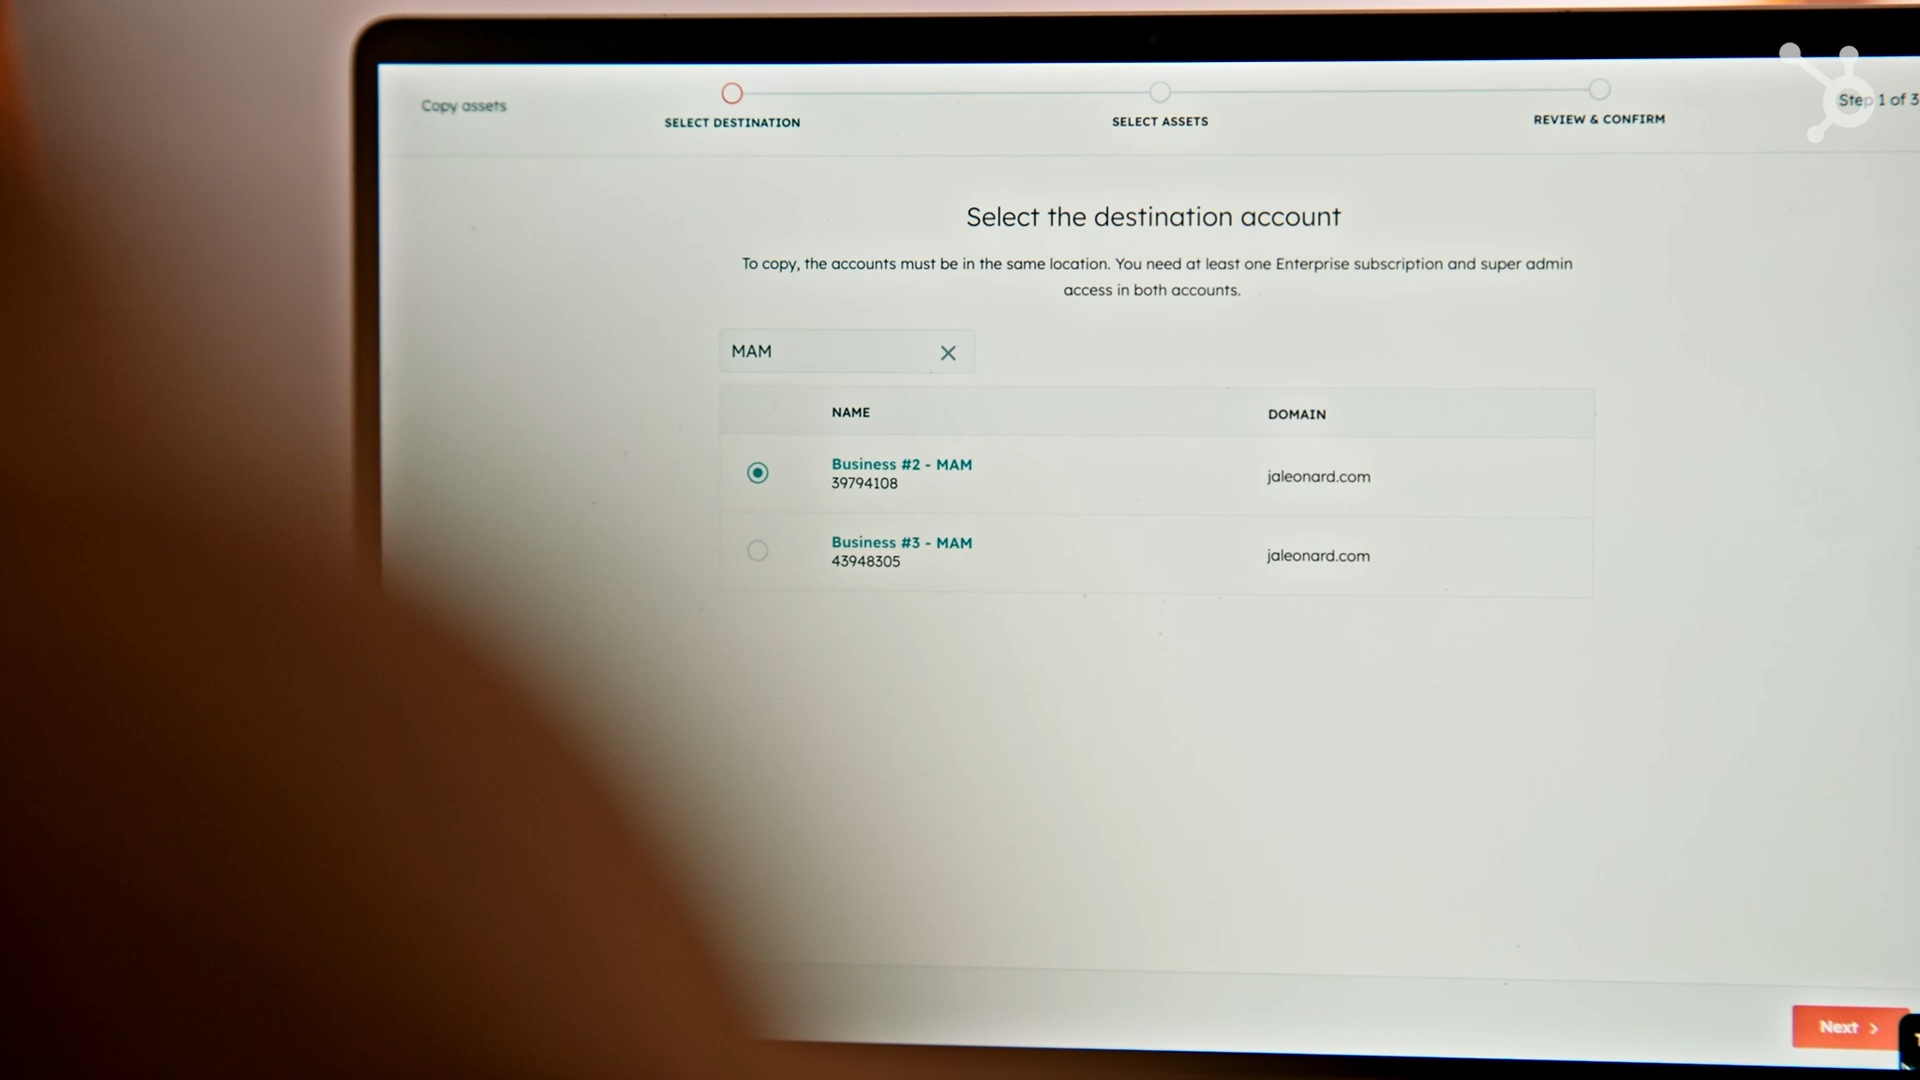 Copy assets
SELECT DESTINATION
SELECT ASSETS
REVIEW & CONFIRM
Step 1 of 3
Select the destination account
To copy, the accounts must be in the same location. You need at least one Enterprise subscription and super admin
access in both accounts.
MAM
NAME
DOMAIN
Business #2 - MAM
39794108
jaleonard.com
Business #3 - MAM
43948305
jaleonard.com
Next